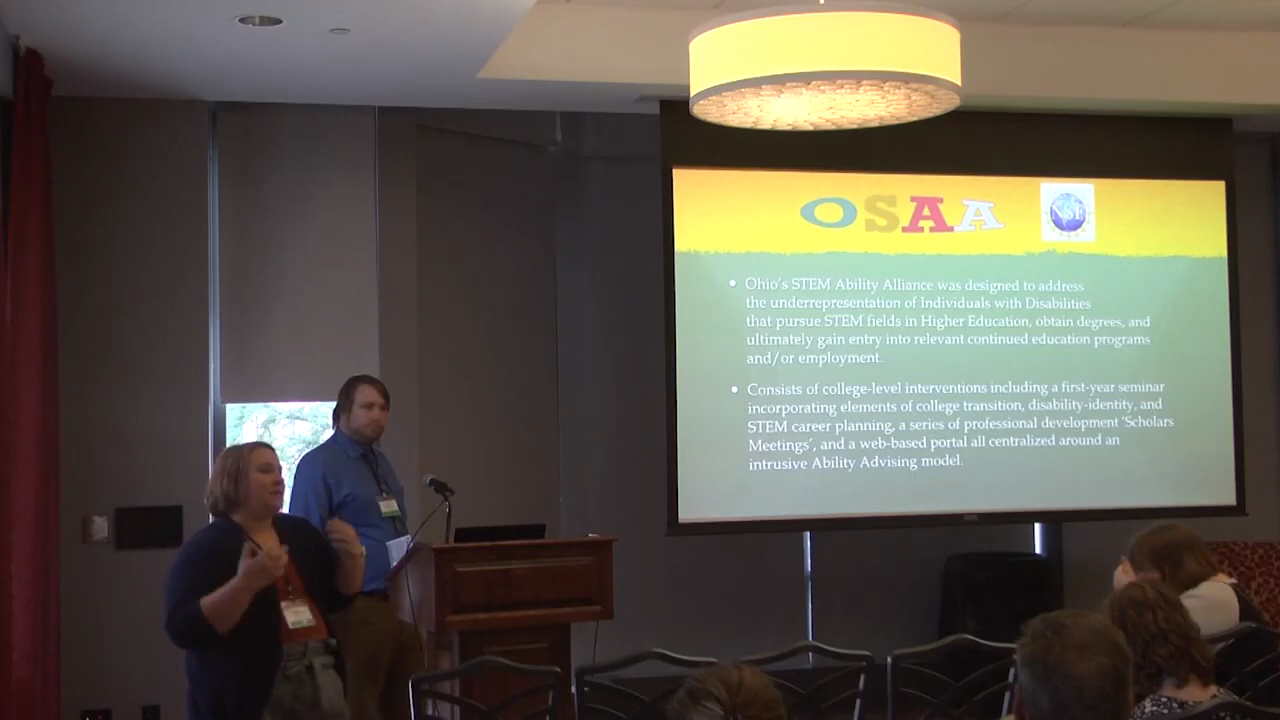 OSAA
NSF
• Ohio's STEM Ability Alliance was designed to address
the underrepresentation of Individuals with Disabilities
that pursue STEM fields in Higher Education, obtain degrees, and
ultimately gain entry into relevant continued education programs
and/or employment.
• Consists of college-level interventions including a first-year seminar
incorporating elements of college transition, disability-identity, and
STEM career planning, a series of professional development 'Scholars
Meetings', and a web-based portal all centralized around an
intrusive Ability Advising model.